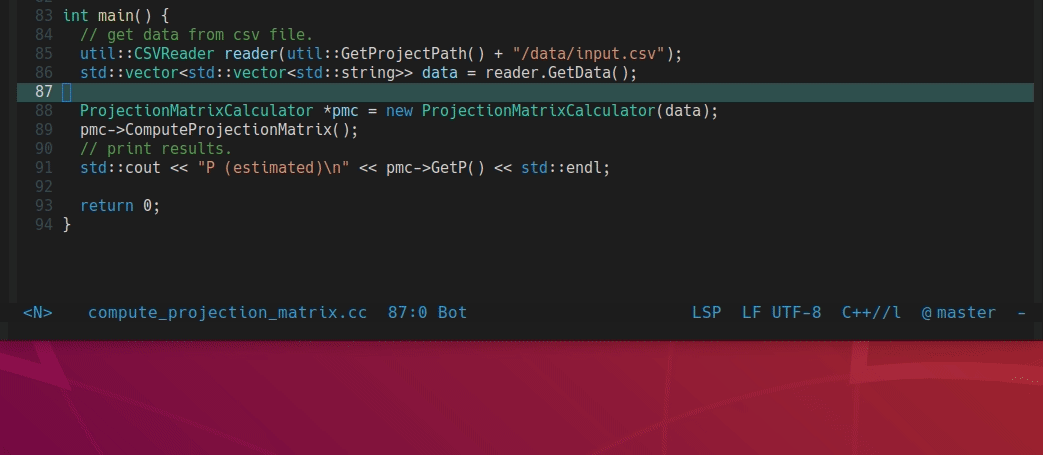 83 int main() {
84   // get data from csv file.
85   util::CSVReader reader(util::GetProjectPath() + "/data/input.csv");
86   std::vector<std::vector<std::string>> data = reader.GetData();
87
88   ProjectionMatrixCalculator *pmc = new ProjectionMatrixCalculator(data);
89   pmc->ComputeProjectionMatrix();
90   // print results.
91   std::cout << "P (estimated)\n" << pmc->GetP() << std::endl;
92
93   return 0;
94 }
<N> compute_projection_matrix.cc 87:0 Bot LSP LF UTF-8 C++//l @master -